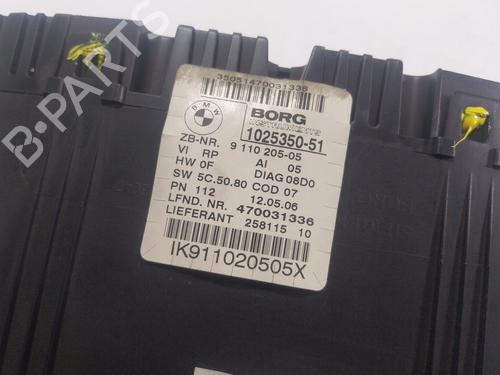 35051470031336
BMW
BORG
INSTRUMENTS
1025350-51
ZB-NR. 9 110 205-05
VI RP AI 05
HW 0F DIAG 08D0
SW 5C.50.80 COD 07
PN 112 12.05.06
LFND. NR. 470031336
LIEFERANT 258115 10
IK911020505X
B-PARTS
B-PARTS